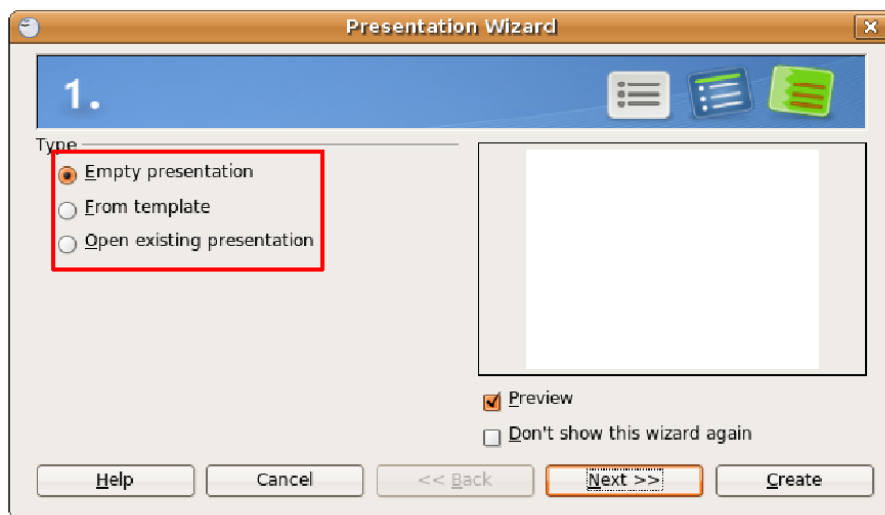 Presentation Wizard
1.
Type
Empty presentation
From template
Open existing presentation
Preview
Don't show this wizard again
Help
Cancel
<< Back
Next >>
Create